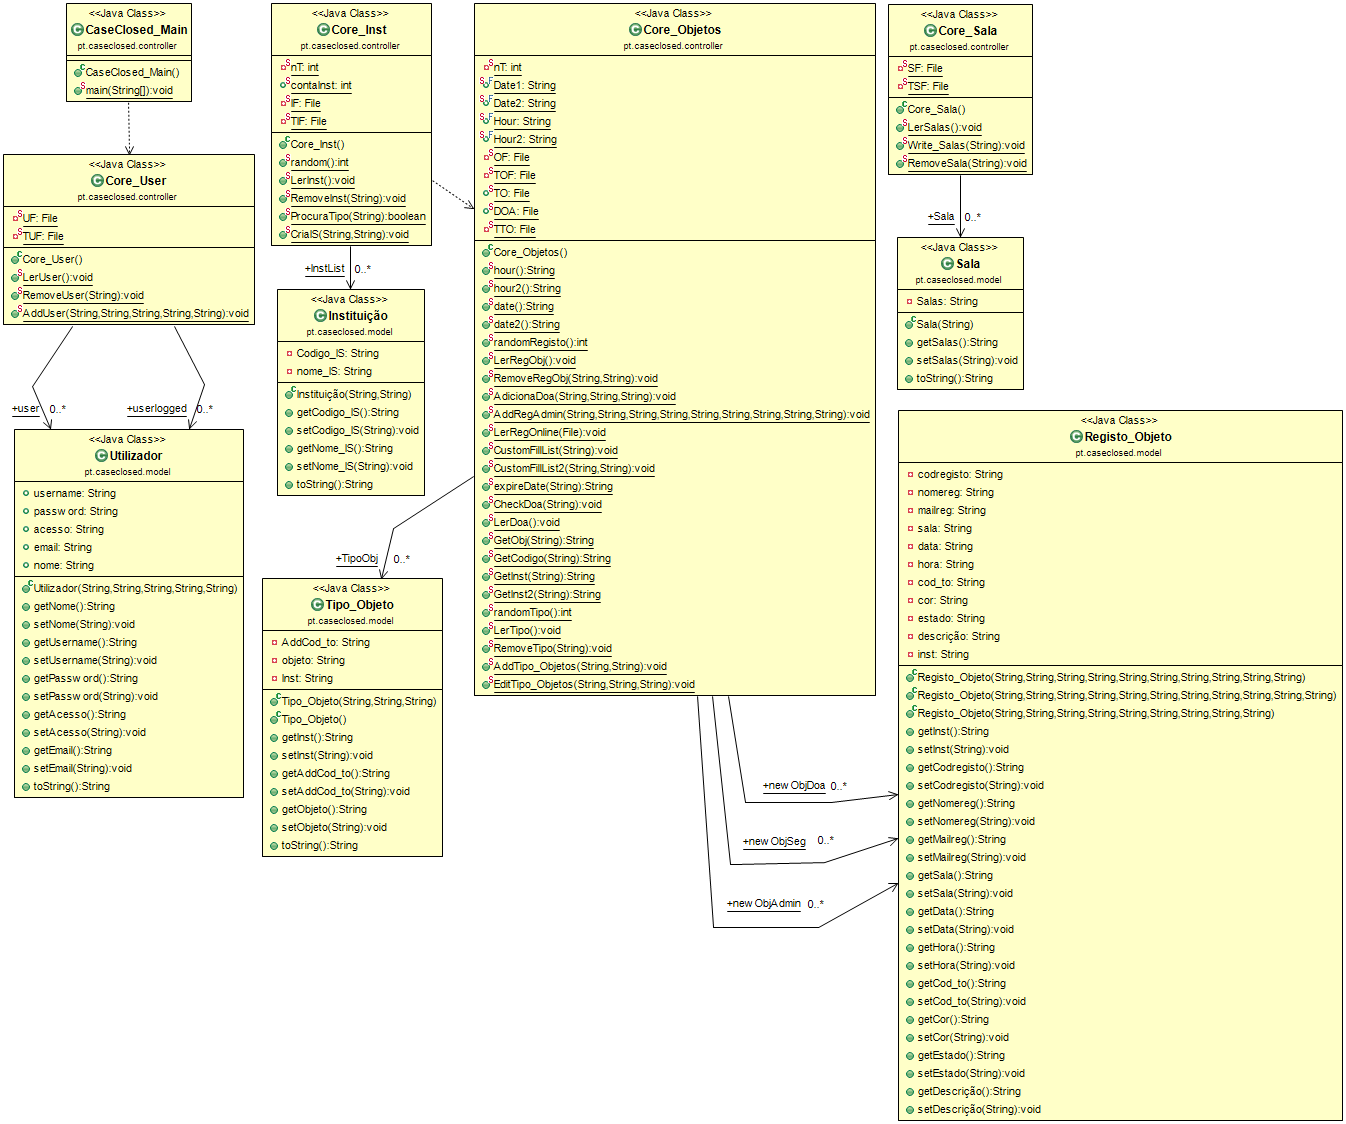 <<Java Class>>
CaseClosed_Main
pt.caseclosed.controller
CaseClosed_Main()
main(String[]):void
<<Java Class>>
Core_User
pt.caseclosed.controller
UF: File
TUF: File
Core_User()
LerUser():void
RemoveUser(String):void
AddUser(String,String,String,String,String):void
+user 0..*
+userlogged 0..*
<<Java Class>>
Utilizador
pt.caseclosed.model
username: String
password: String
acesso: String
email: String
nome: String
Utilizador(String,String,String,String,String)
getNome():String
setNome(String):void
getUsername():String
setUsername(String):void
getPassword():String
setPassword(String):void
getAcesso():String
setAcesso(String):void
getEmail():String
setEmail(String):void
toString():String
<<Java Class>>
Core_Inst
pt.caseclosed.controller
nT: int
contaInst: int
IF: File
TIF: File
Core_Inst()
random():int
LerInst():void
RemoveInst(String):void
ProcuraTipo(String):boolean
CriaIS(String,String):void
+InstList 0..*
<<Java Class>>
Instituição
pt.caseclosed.model
Codigo_IS: String
nome_IS: String
Instituição(String,String)
getCodigo_IS():String
setCodigo_IS(String):void
getNome_IS():String
setNome_IS(String):void
toString():String
+TipoObj 0..*
<<Java Class>>
Tipo_Objeto
pt.caseclosed.model
AddCod_to: String
objeto: String
Inst: String
Tipo_Objeto(String,String,String)
Tipo_Objeto()
getInst():String
setInst(String):void
getAddCod_to():String
setAddCod_to(String):void
getObjeto():String
setObjeto(String):void
toString():String
<<Java Class>>
Core_Objetos
pt.caseclosed.controller
nT: int
Date1: String
Date2: String
Hour: String
Hour2: String
OF: File
TOF: File
TO: File
DOA: File
TTO: File
Core_Objetos()
hour():String
hour2():String
date():String
date2():String
randomRegisto():int
LerRegObj():void
RemoveRegObj(String,String):void
AdicionaDoa(String,String,String):void
AddRegAdmin(String,String,String,String,String,String,String,String):void
LerRegOnline(File):void
CustomFillList(String):void
CustomFillList2(String,String):void
expireDate(String):String
CheckDoa(String):void
LerDoa():void
GetObj(String):String
GetCodigo(String):String
GetInst(String):String
GetInst2(String):String
randomTipo():int
LerTipo():void
RemoveTipo(String):void
AddTipo_Objetos(String,String):void
EditTipo_Objetos(String,String,String):void
+new ObjDoa 0..*
+new ObjSeg 0..*
+new ObjAdmin 0..*
<<Java Class>>
Core_Sala
pt.caseclosed.controller
SF: File
TSF: File
Core_Sala()
LerSalas():void
Write_Salas(String):void
RemoveSala(String):void
+Sala 0..*
<<Java Class>>
Sala
pt.caseclosed.model
Salas: String
Sala(String)
getSalas():String
setSalas(String):void
toString():String
<<Java Class>>
Registo_Objeto
pt.caseclosed.model
codregisto: String
nomereg: String
mailreg: String
sala: String
data: String
hora: String
cod_to: String
cor: String
estado: String
descrição: String
inst: String
Registo_Objeto(String,String,String,String,String,String,String,String,String,String)
Registo_Objeto(String,String,String,String,String,String,String,String,String,String,String)
Registo_Objeto(String,String,String,String,String,String,String,String,String)
getInst():String
setInst(String):void
getCodregisto():String
setCodregisto(String):void
getNomereg():String
setNomereg(String):void
getMailreg():String
setMailreg(String):void
getSala():String
setSala(String):void
getData():String
setData(String):void
getHora():String
setHora(String):void
getCod_to():String
setCod_to(String):void
getCor():String
setCor(String):void
getEstado():String
setEstado(String):void
getDescrição():String
setDescrição(String):void